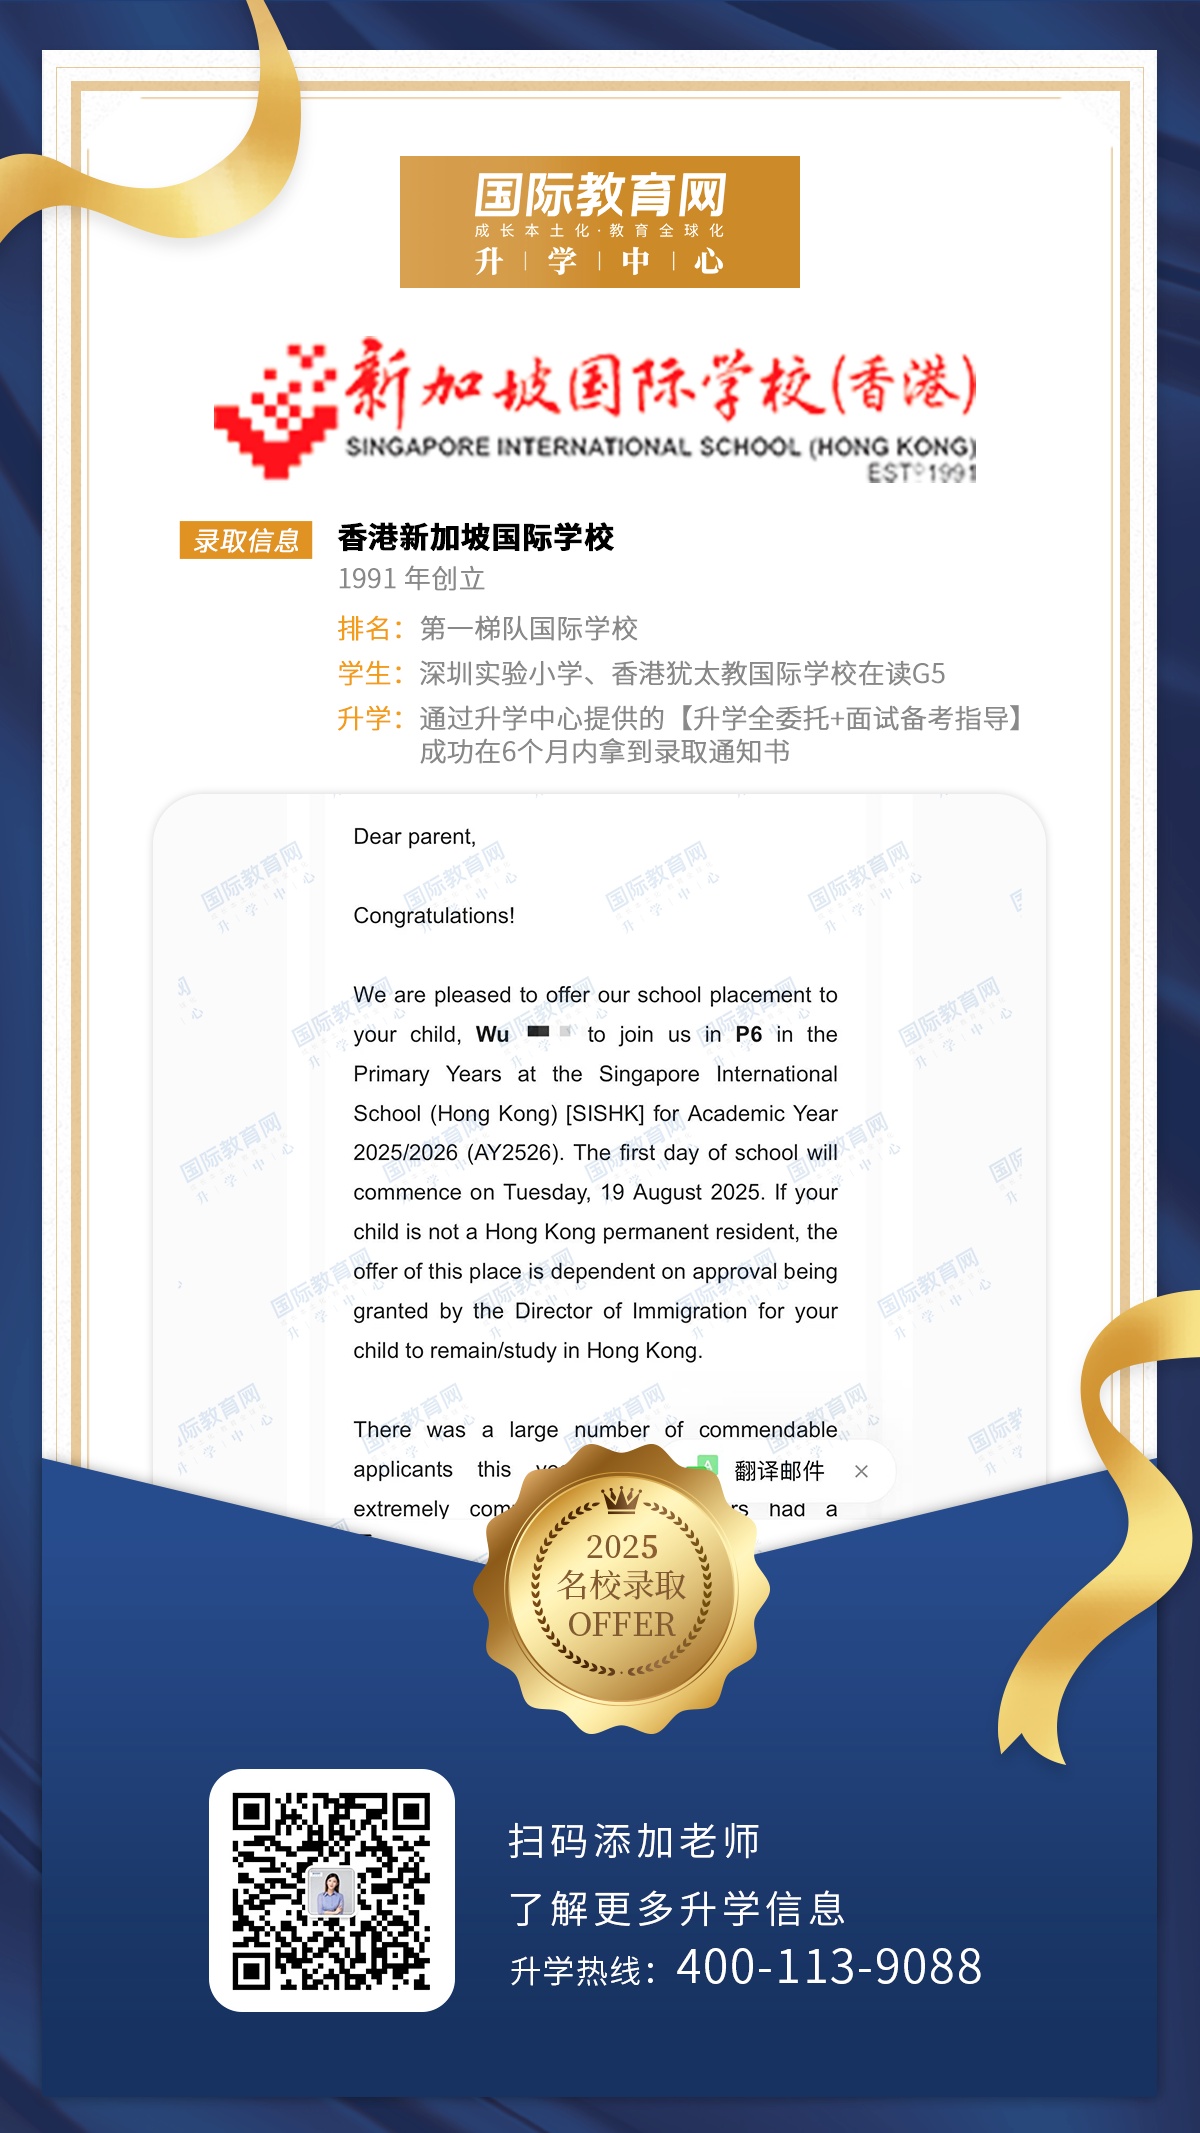 国际教育网
成长本土化·教育全球化
升|学|中|心
新加坡国际学校(香港)
SINGAPORE INTERNATIONAL SCHOOL (HONG KONG)
EST 1991
录取信息
香港新加坡国际学校
1991 年创立
排名：第一梯队国际学校
学生：深圳实验小学、香港犹太教国际学校在读G5
升学：通过升学中心提供的【升学全委托+面试备考指导】
成功在6个月内拿到录取通知书
Dear parent,
Congratulations!
We are pleased to offer our school placement to
your child, Wu to join us in P6 in the
Primary Years at the Singapore International
School (Hong Kong) [SISHK] for Academic Year
2025/2026 (AY2526). The first day of school will
commence on Tuesday, 19 August 2025. If your
child is not a Hong Kong permanent resident, the
offer of this place is dependent on approval being
granted by the Director of Immigration for your
child to remain/study in Hong Kong.
There was a large number of commendable
applicants this
翻译邮件 ×
extremely had a
2025
名校录取
OFFER
扫码添加老师
了解更多升学信息
升学热线：400-113-9088